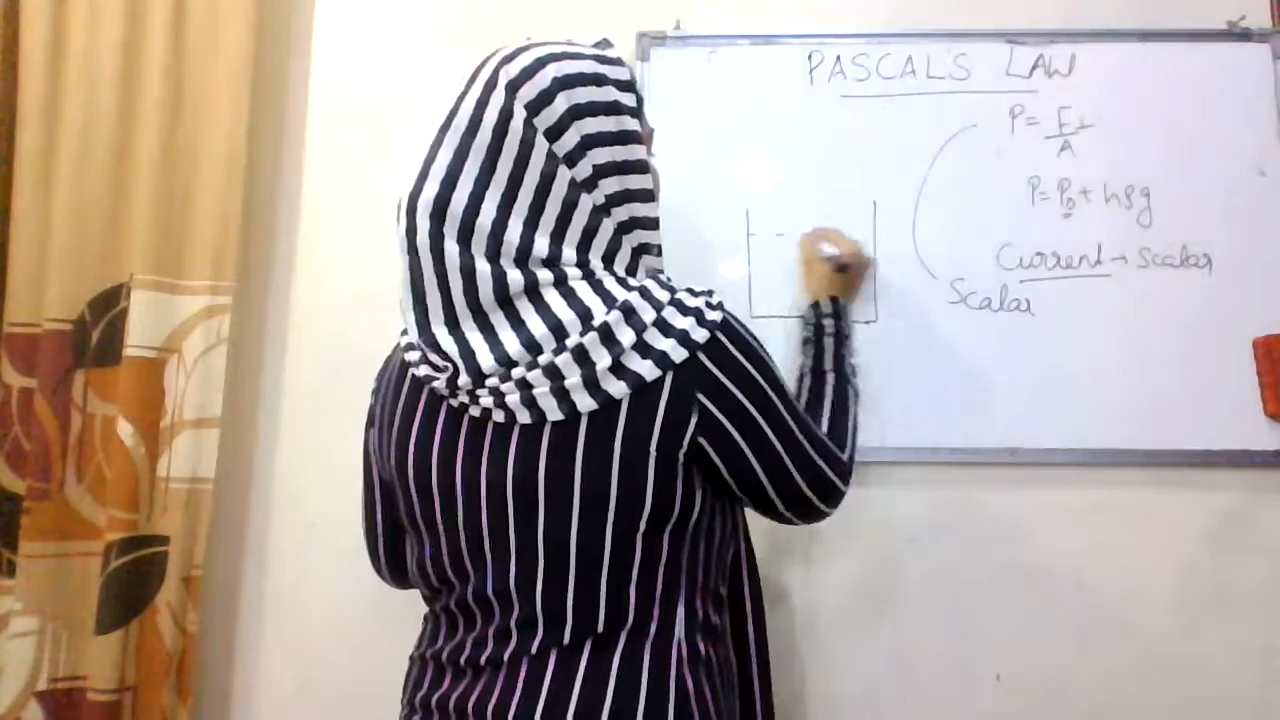 PASCAL'S LAW
P = F⊥/A
P = P₀ + hρg
Current → scalar
Scalar